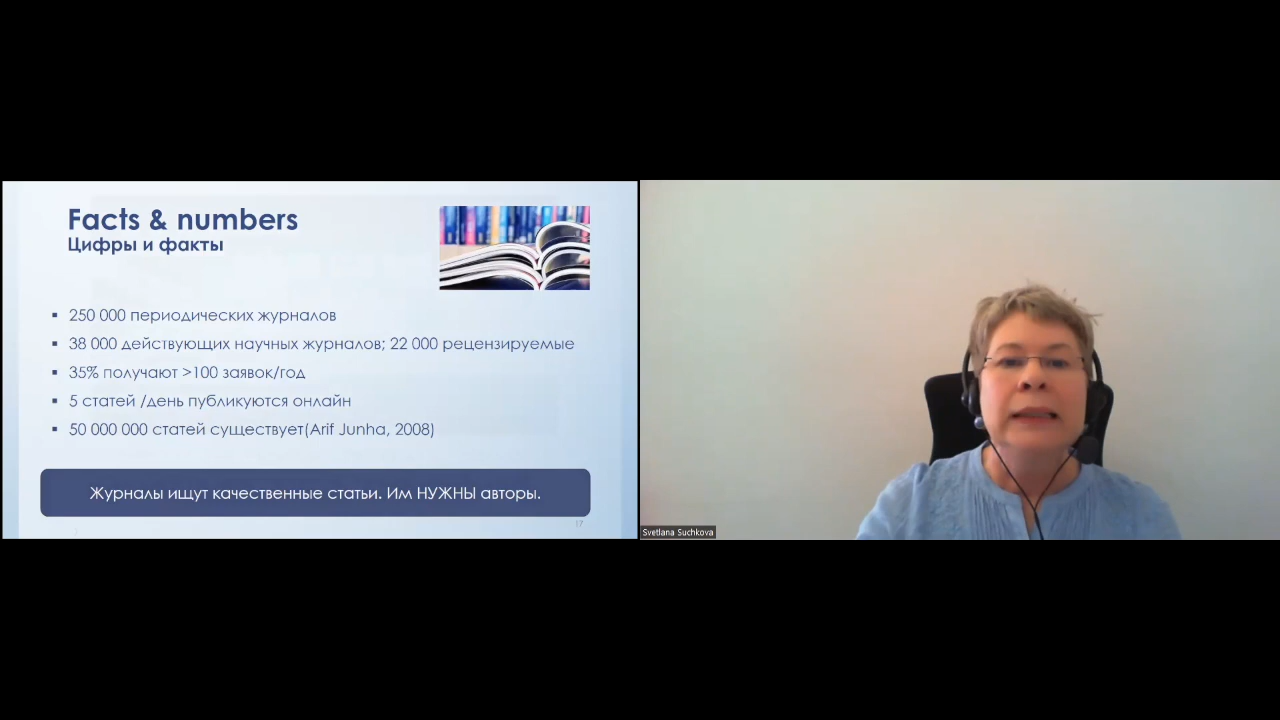 Facts & numbers
Цифры и факты
250 000 периодических журналов
38 000 действующих научных журналов; 22 000 рецензируемые
35% получают >100 заявок/год
5 статей /день публикуются онлайн
50 000 000 статей существует(Arif Junha, 2008)
Журналы ищут качественные статьи. Им НУЖНЫ авторы.
17
Svetlana Suchkova